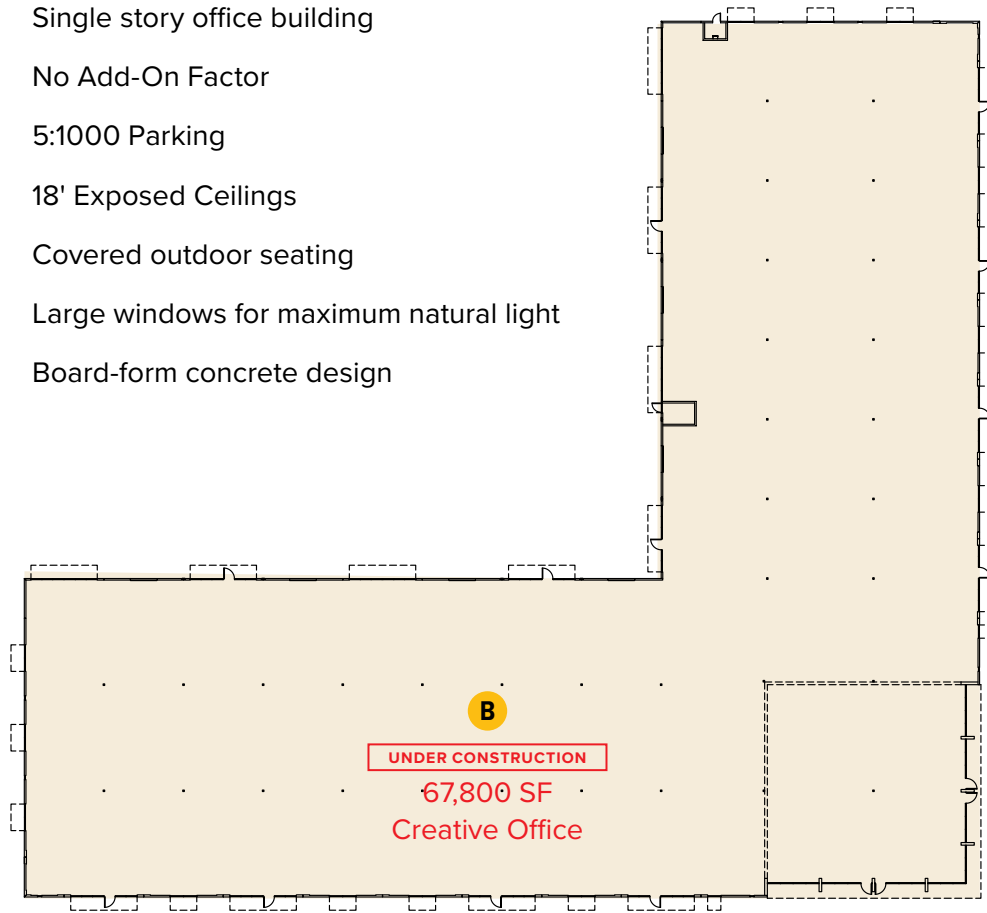 Single story office building
No Add-On Factor
5:1000 Parking
18' Exposed Ceilings
Covered outdoor seating
Large windows for maximum natural light
Board-form concrete design
B
UNDER CONSTRUCTION
67,800 SF
Creative Office